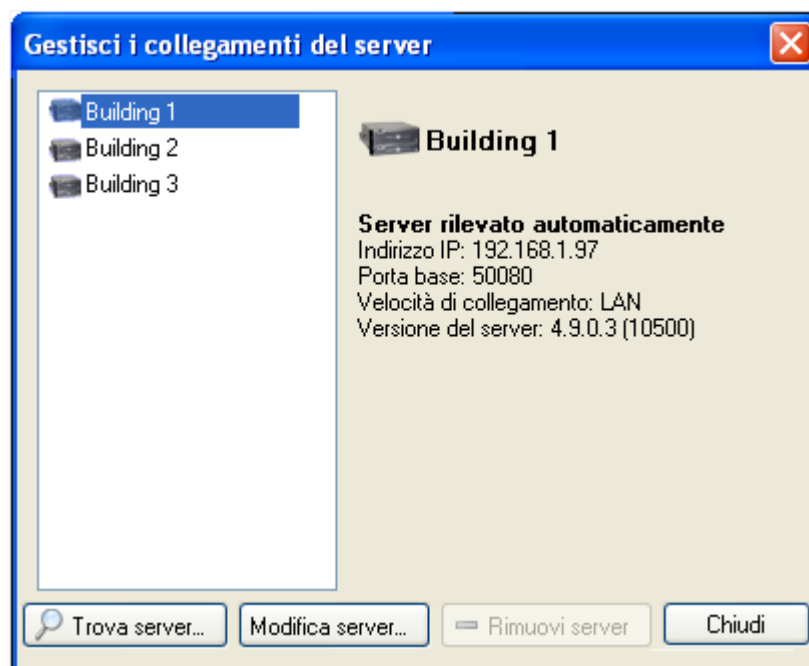 Gestisci i collegamenti del server
Building 1
Building 2
Building 3
Building 1
Server rilevato automaticamente
Indirizzo IP: 192.168.1.97
Porta base: 50080
Velocità di collegamento: LAN
Versione del server: 4.9.0.3 (10500)
Trova server...
Modifica server...
Rimuovi server
Chiudi